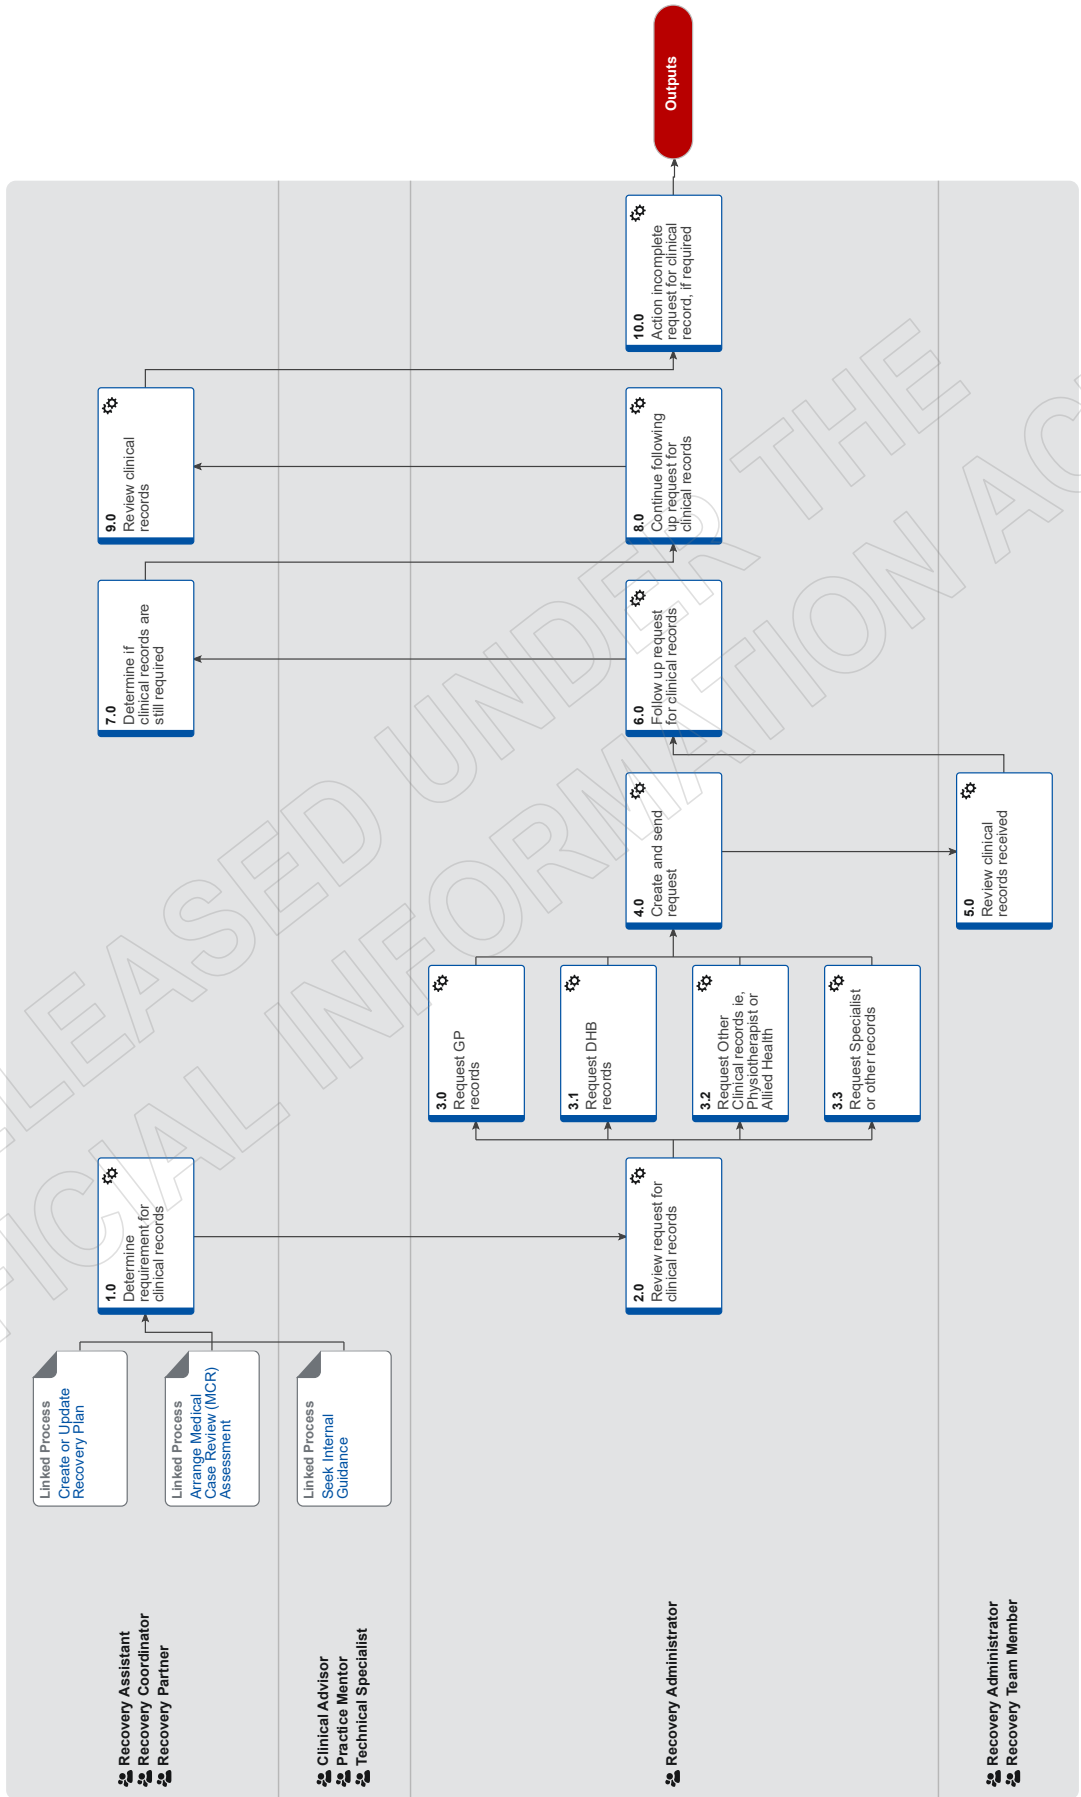 Recovery Assistant
Recovery Coordinator
Recovery Partner
Linked Process
Create or Update
Recovery Plan
Linked Process
Arrange Medical
Case Review (MCR)
Assessment
1.0
Determine
requirement for
clinical records
7.0
Determine if
clinical records are
still required
9.0
Review clinical
records
Clinical Advisor
Practice Mentor
Technical Specialist
Linked Process
Seek Internal
Guidance
Recovery Administrator
2.0
Review request for
clinical records
3.0
Request GP
records
3.1
Request DHB
records
3.2
Request Other
Clinical records ie,
Physiotherapist or
Allied Health
3.3
Request Specialist
or other records
4.0
Create and send
request
6.0
Follow up request
for clinical records
8.0
Continue following
up request for
clinical records
10.0
Action incomplete
request for clinical
record, if required
Outputs
Recovery Administrator
Recovery Team Member
5.0
Review clinical
records received
UNDER THE
INFORMATION